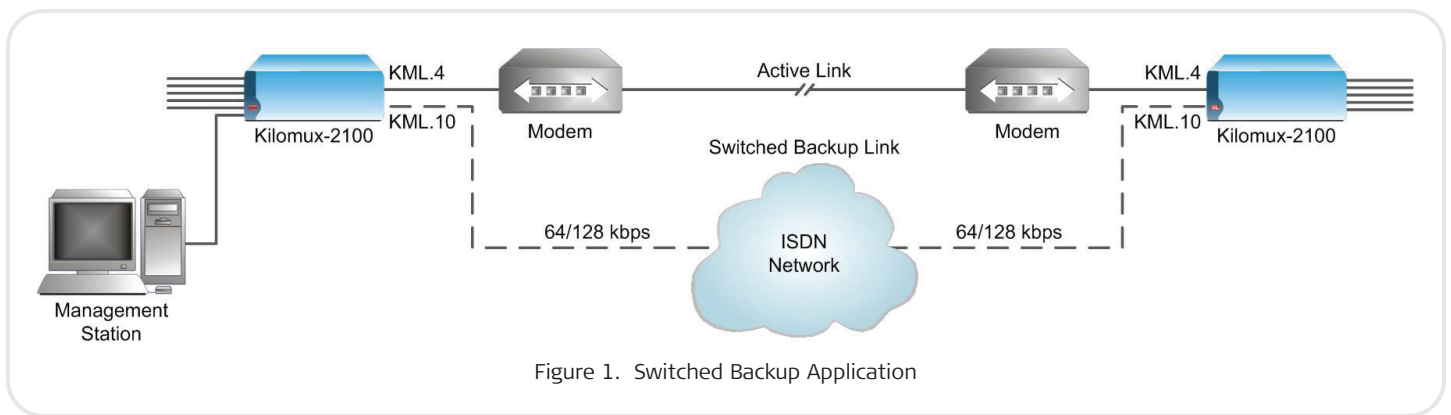 KML.4
KML.10
Kilomux-2100
Modem
Active Link
Modem
KML.4
KML.10
Kilomux-2100
Switched Backup Link
64/128 kbps
ISDN
Network
64/128 kbps
Management
Station
Figure 1. Switched Backup Application